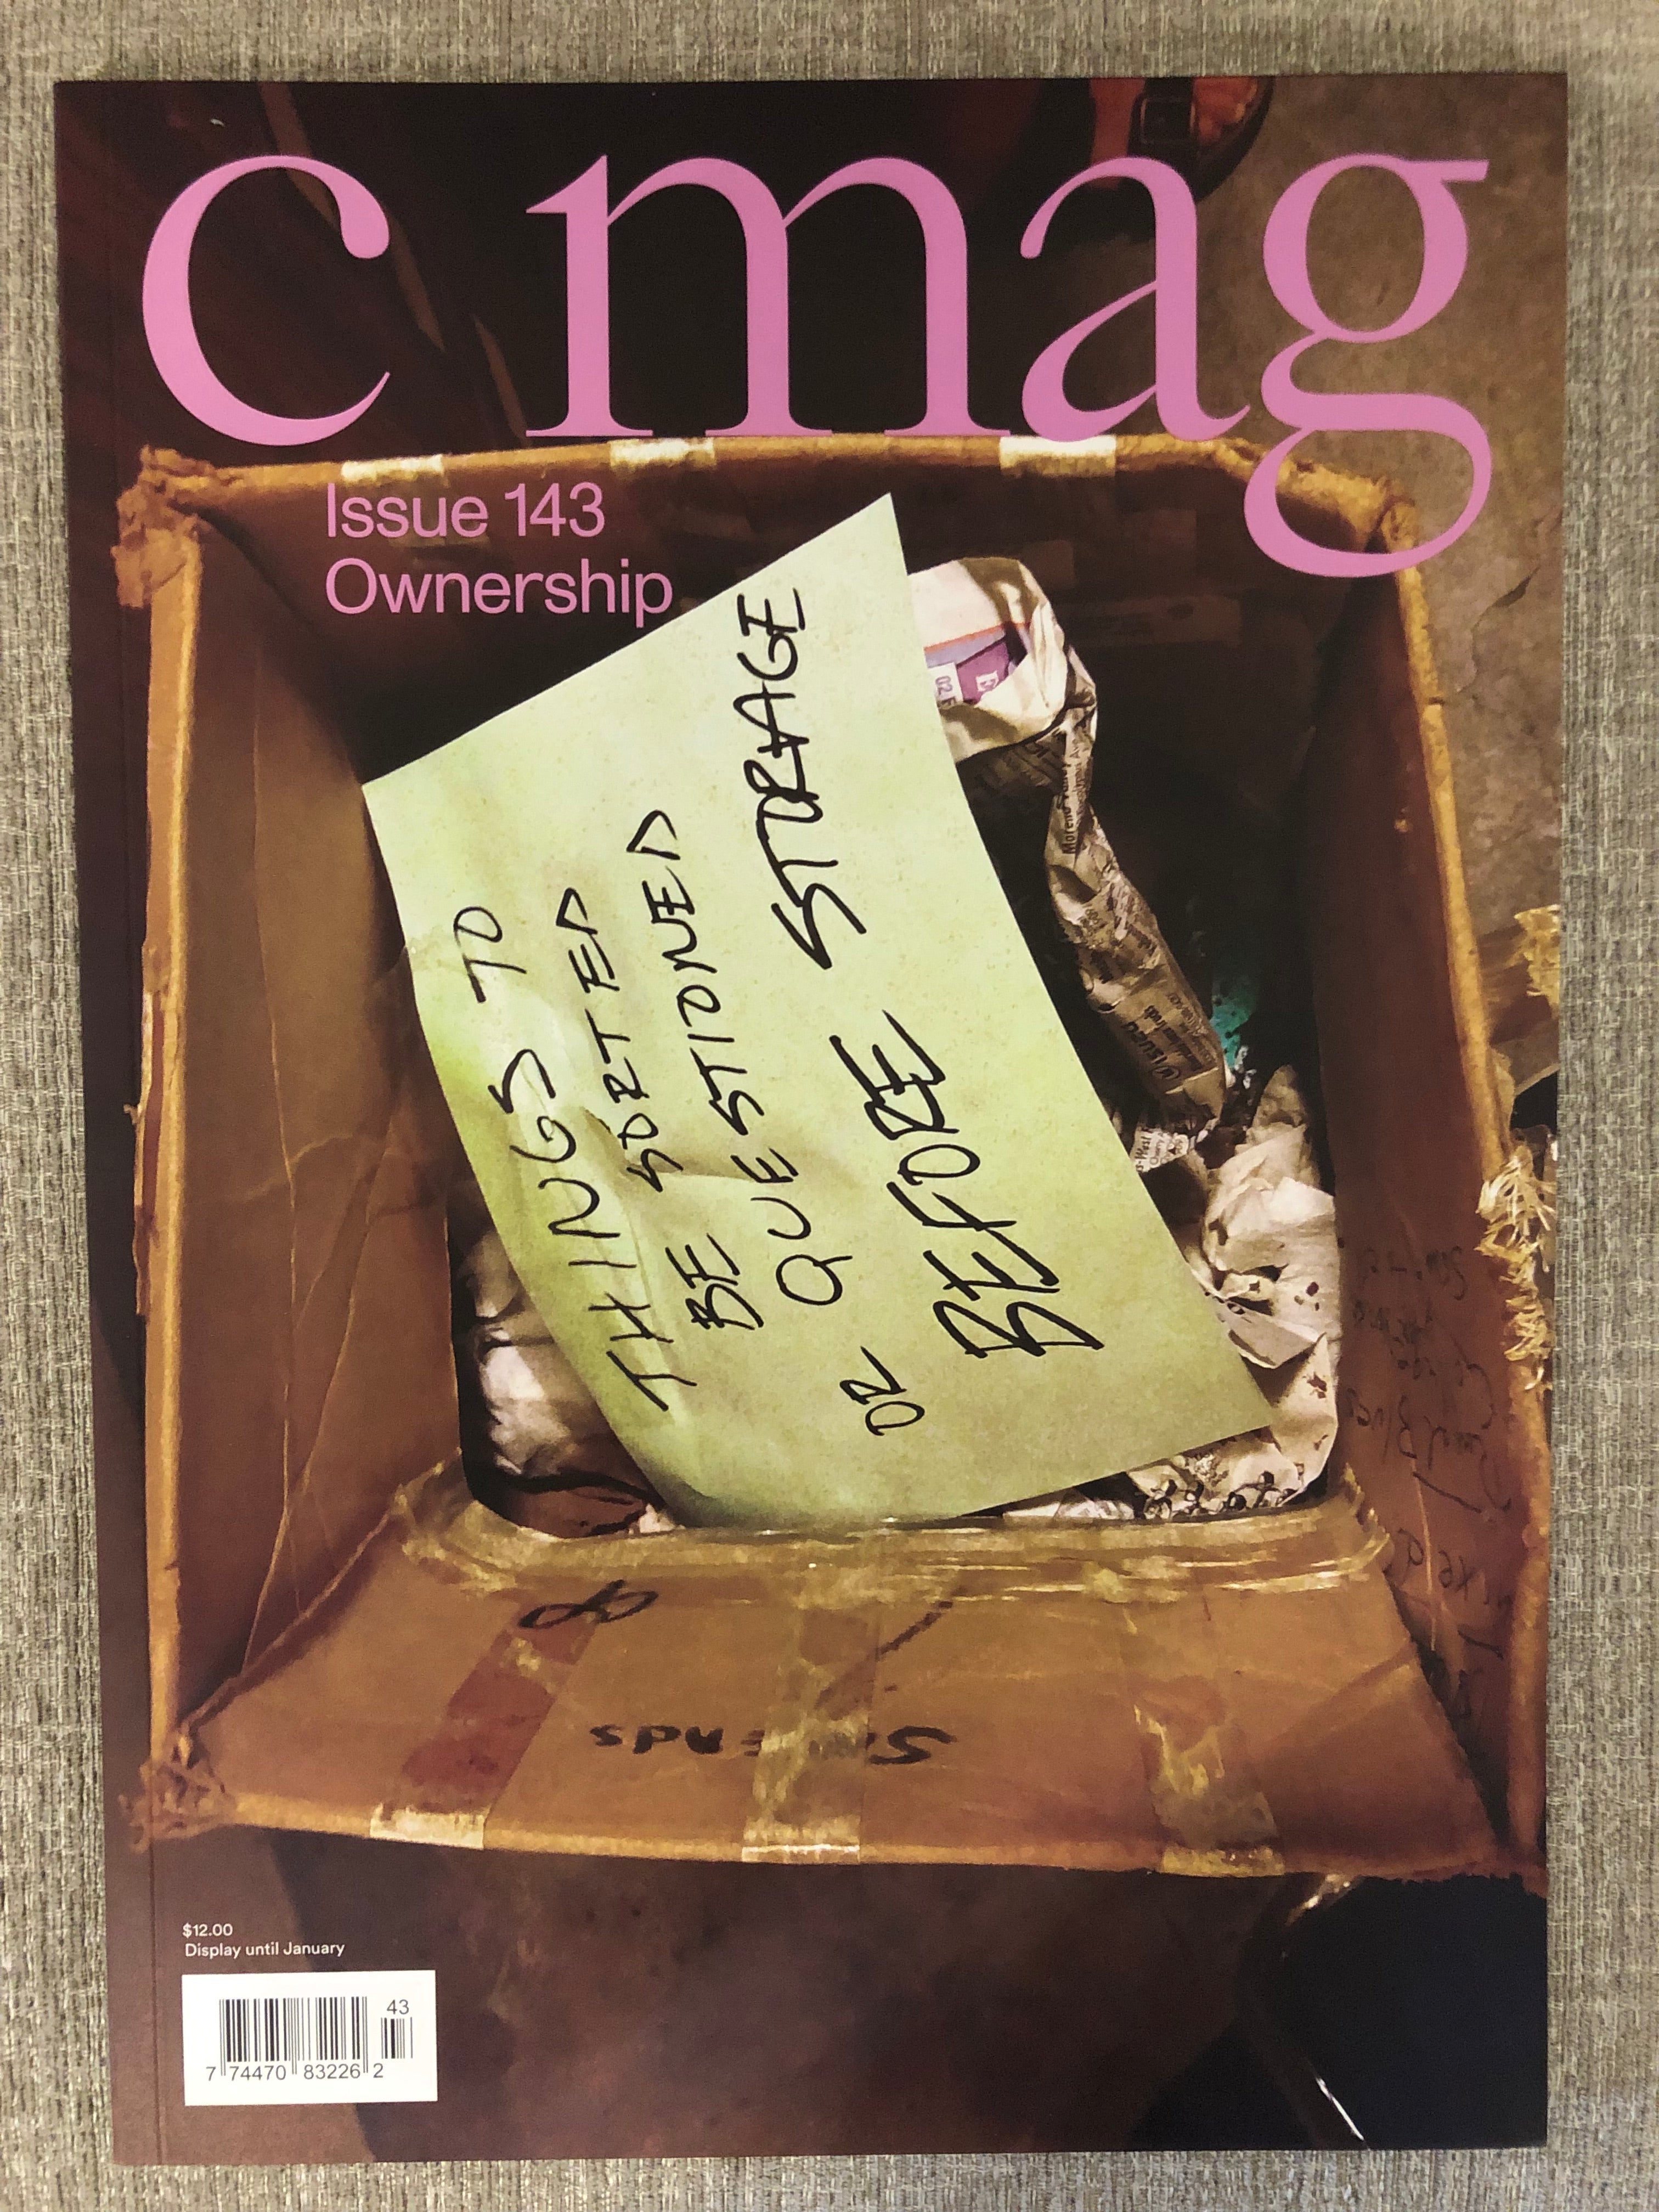 c mag
Issue 143
Ownership
THINGS TO
BE SORTED
OR QUESTIONED
BEFORE STORAGE
$12.00
Display until January
43
7 74470 83226 2